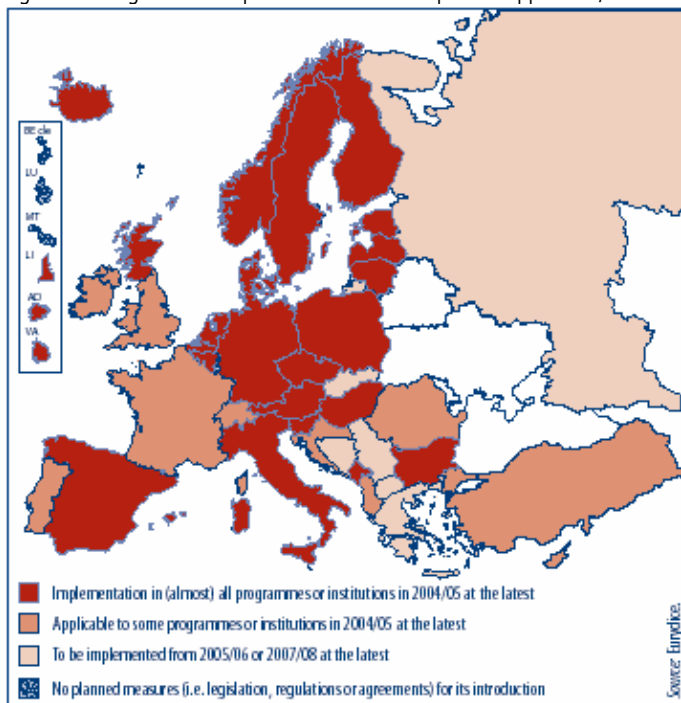 BE de
LU
MT
LI
AD
VA
Implementation in (almost) all programmes or institutions in 2004/05 at the latest
Applicable to some programmes or institutions in 2004/05 at the latest
To be implemented from 2005/06 or 2007/08 at the latest
No planned measures (i.e. legislation, regulations or agreements) for its introduction
Source: Eurydice.